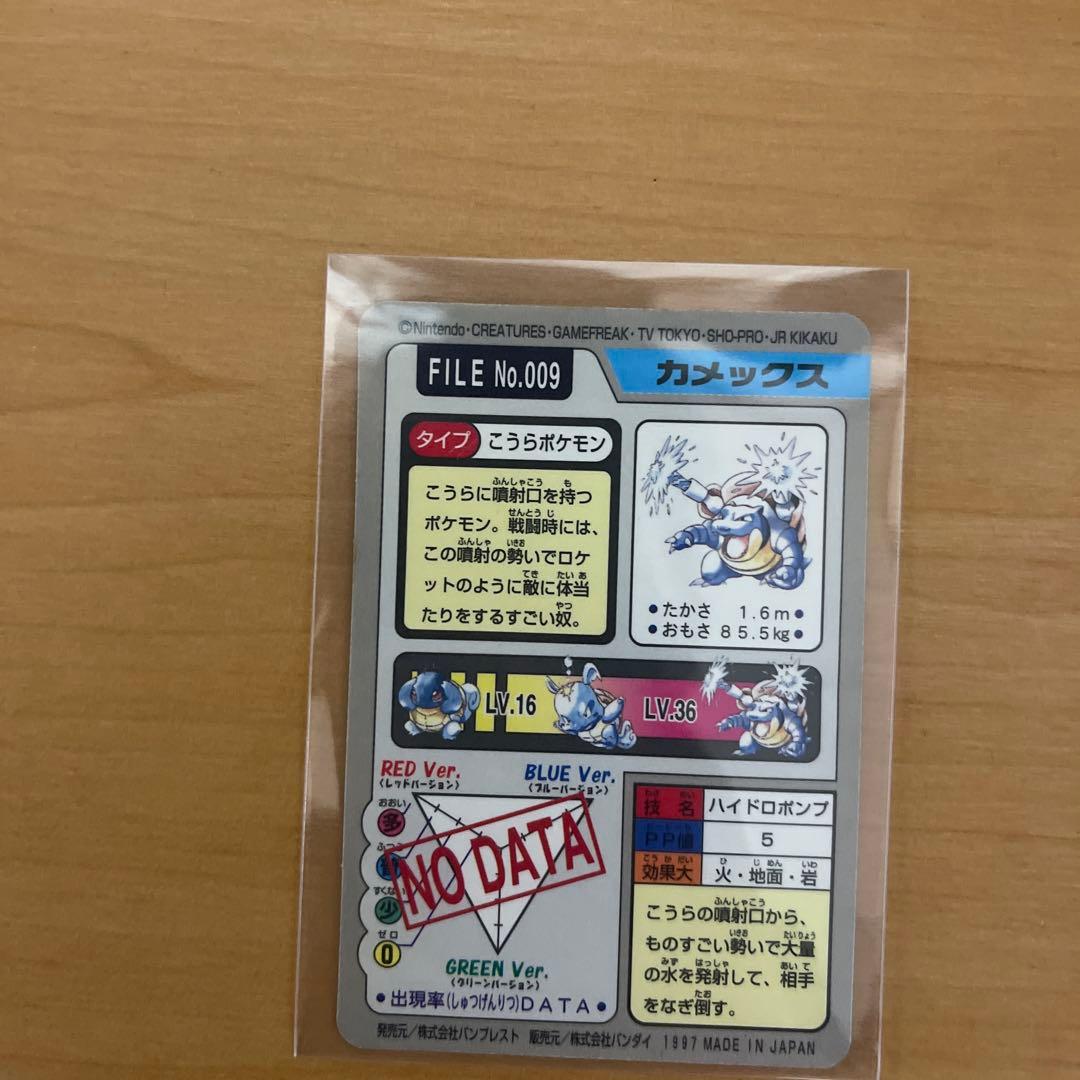 ©Nintendo・CREATURES・GAMEFREAK・TV TOKYO・SHO-PRO・JR KIKAKU
FILE No.009
カメックス
タイプ
こうらポケモン
こうらに噴射口を持つ
ポケモン。戦闘時には、
この噴射の勢いでロケ
ットのように敵に体当
たりをするすごい奴。
•たかさ 1.6m•
•おもさ 85.5kg•
LV.16
LV.36
RED Ver.
(レッドバージョン)
BLUE Ver.
(ブルーバージョン)
おおい
多
すくない
少
ゼロ
0
NO DATA
GREEN Ver.
(グリーンバージョン)
•出現率(しゅつげんりつ)DATA•
技名
ハイドロポンプ
PP値
5
効果大
火・地面・岩
こうらの噴射口から、
ものすごい勢いで大量
の水を発射して、相手
をなぎ倒す。
発売元/株式会社バンプレスト 販売元/株式会社バンダイ 1997 MADE IN JAPAN